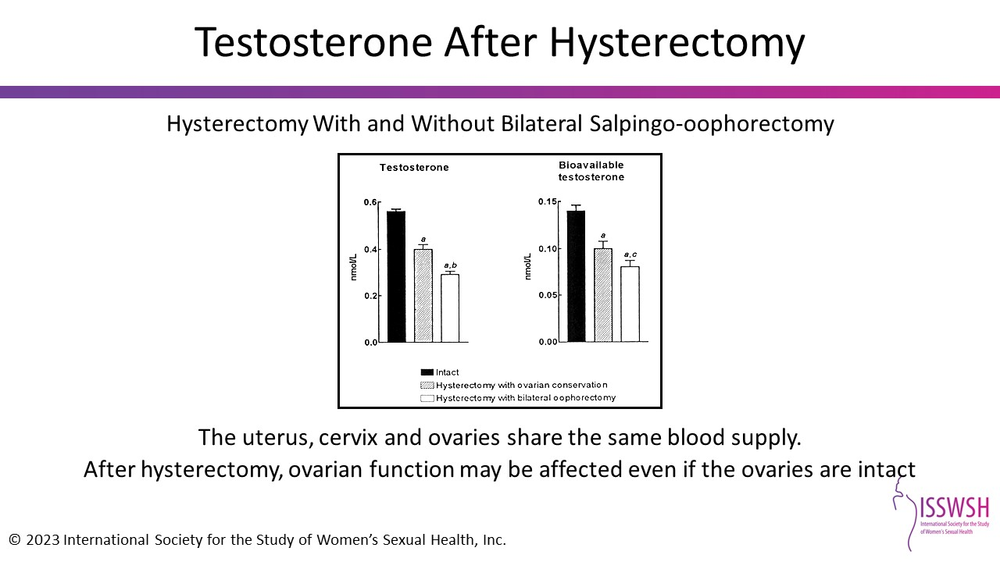 Testosterone After Hysterectomy
Hysterectomy With and Without Bilateral Salpingo-oophorectomy
Testosterone
Bioavailable
testosterone
0.6
0.4
0.2
0.0
nmol/L
a
a,b
0.15
0.10
0.05
0.00
nmol/L
a
a,c
Intact
Hysterectomy with ovarian conservation
Hysterectomy with bilateral oophorectomy
The uterus, cervix and ovaries share the same blood supply.
After hysterectomy, ovarian function may be affected even if the ovaries are intact
ISSWSH
International Society for the Study
of Women's Sexual Health
© 2023 International Society for the Study of Women’s Sexual Health, Inc.